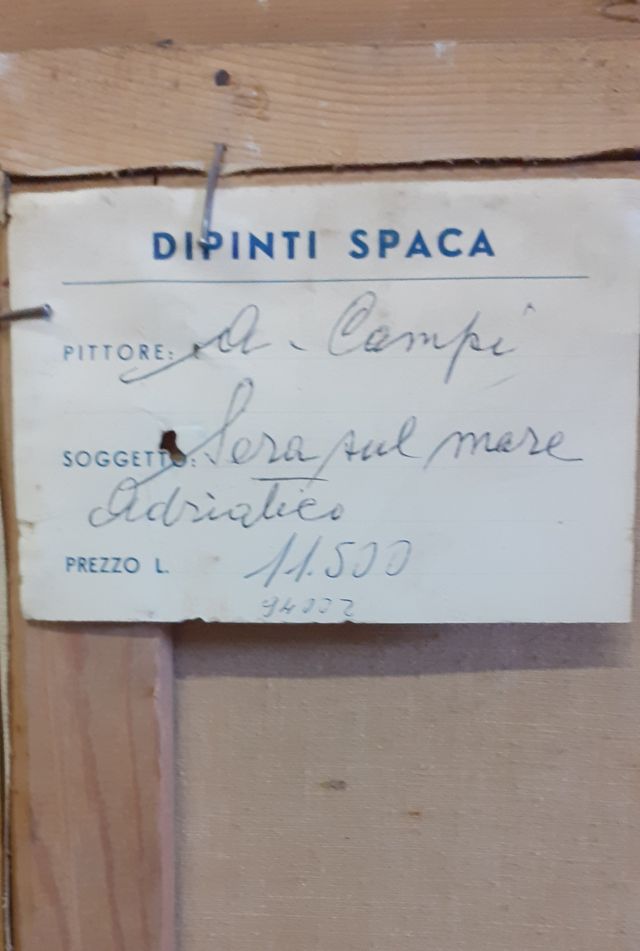 DIPINTI SPACA
PITTORE: A. Campi
SOGGETTO: Sera sul mare
Adriatico
PREZZO L. 11.500